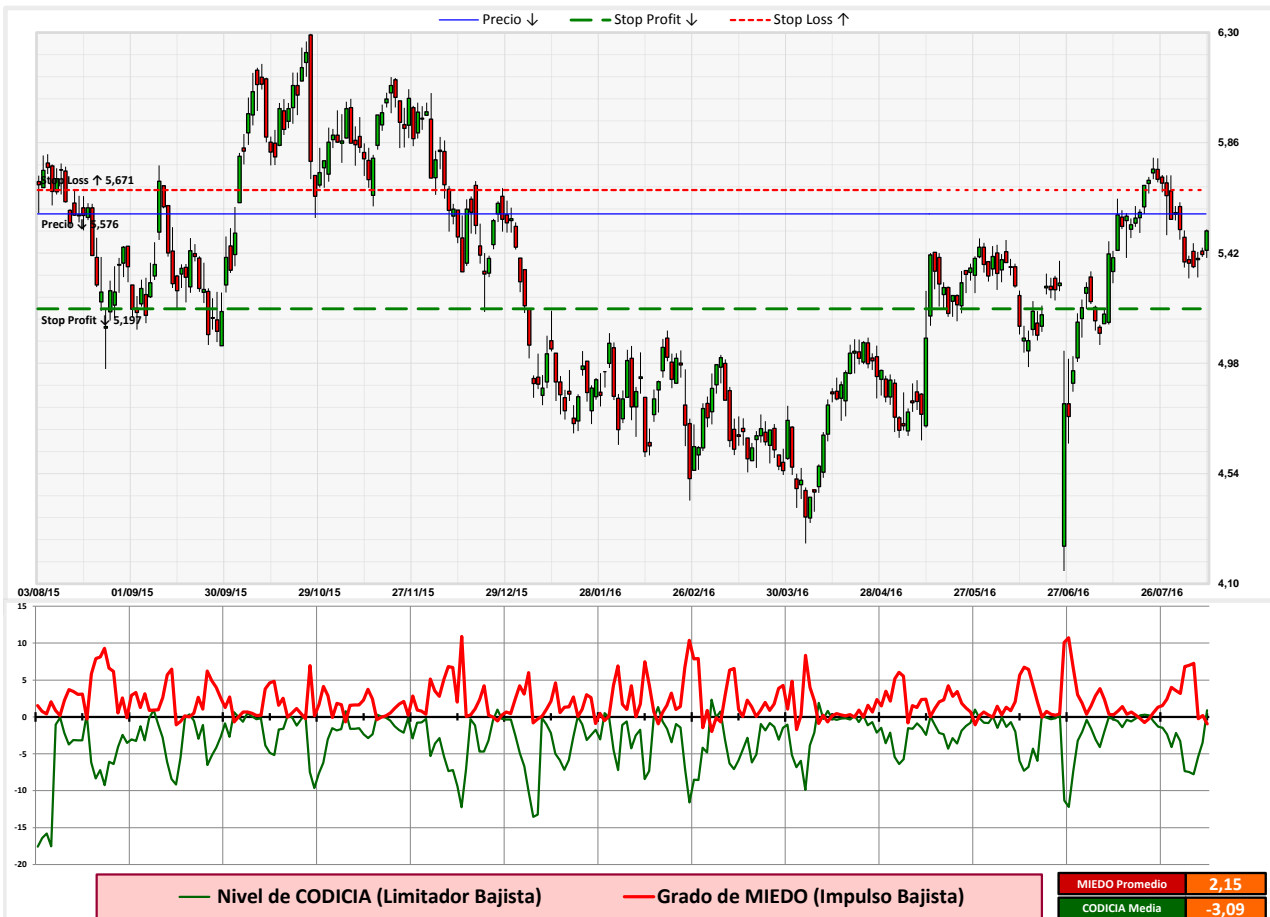 Precio ↓ Stop Profit ↓ Stop Loss ↑
6,30
5,86
Stop Loss ↑ 5,671
Precio ↓ 5,576
5,42
Stop Profit ↓ 5,197
4,98
4,54
4,10
03/08/15 01/09/15 30/09/15 29/10/15 27/11/15 29/12/15 28/01/16 26/02/16 30/03/16 28/04/16 27/05/16 27/06/16 26/07/16
15
10
5
0
-5
-10
-15
-20
Nivel de CODICIA (Limitador Bajista) Grado de MIEDO (Impulso Bajista)
MIEDO Promedio 2,15
CODICIA Media -3,09